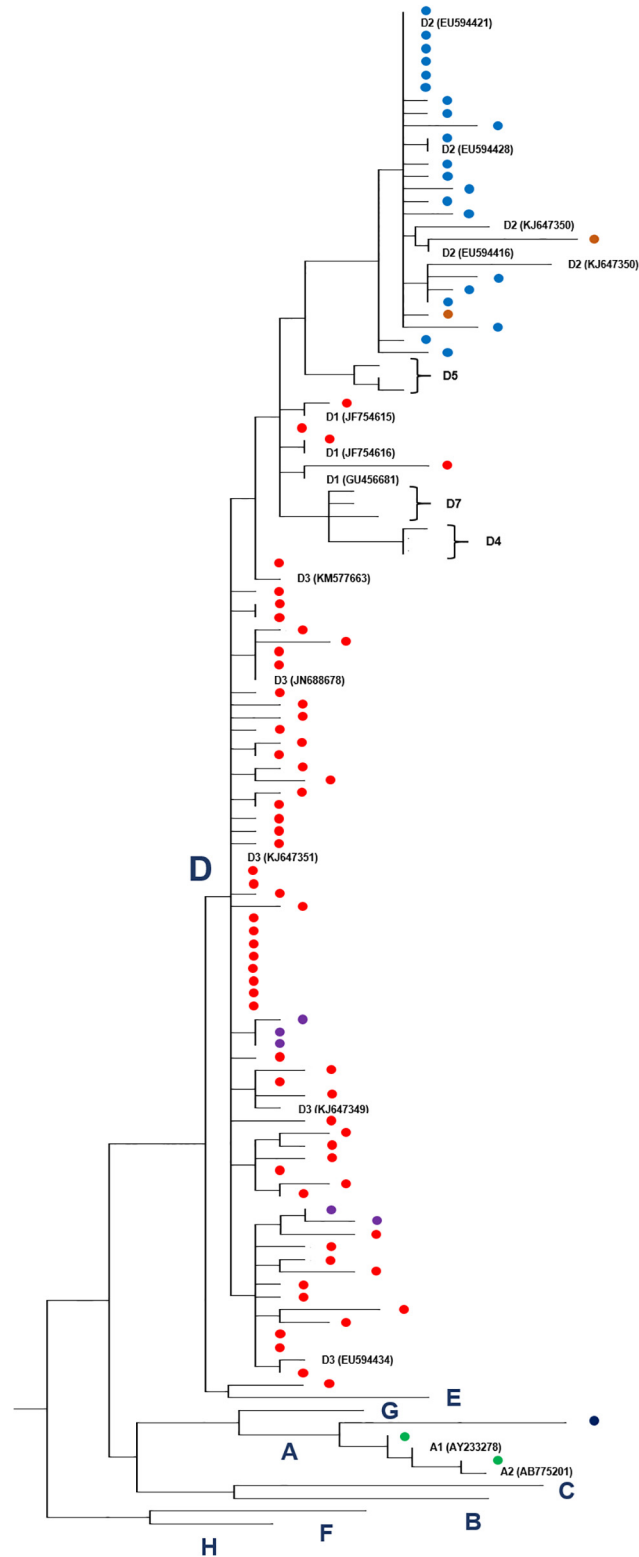 D2 (EU594421)
D2 (EU594428)
D2 (KJ647350)
D2 (EU594416)
D2 (KJ647350)
D5
D1 (JF754615)
D1 (JF754616)
D1 (GU456681)
D7
D4
D3 (KM577663)
D3 (JN688678)
D3 (KJ647351)
D
D3 (KJ647349)
D3 (EU594434)
E
G
A
A1 (AY233278)
A2 (AB775201)
C
B
F
H